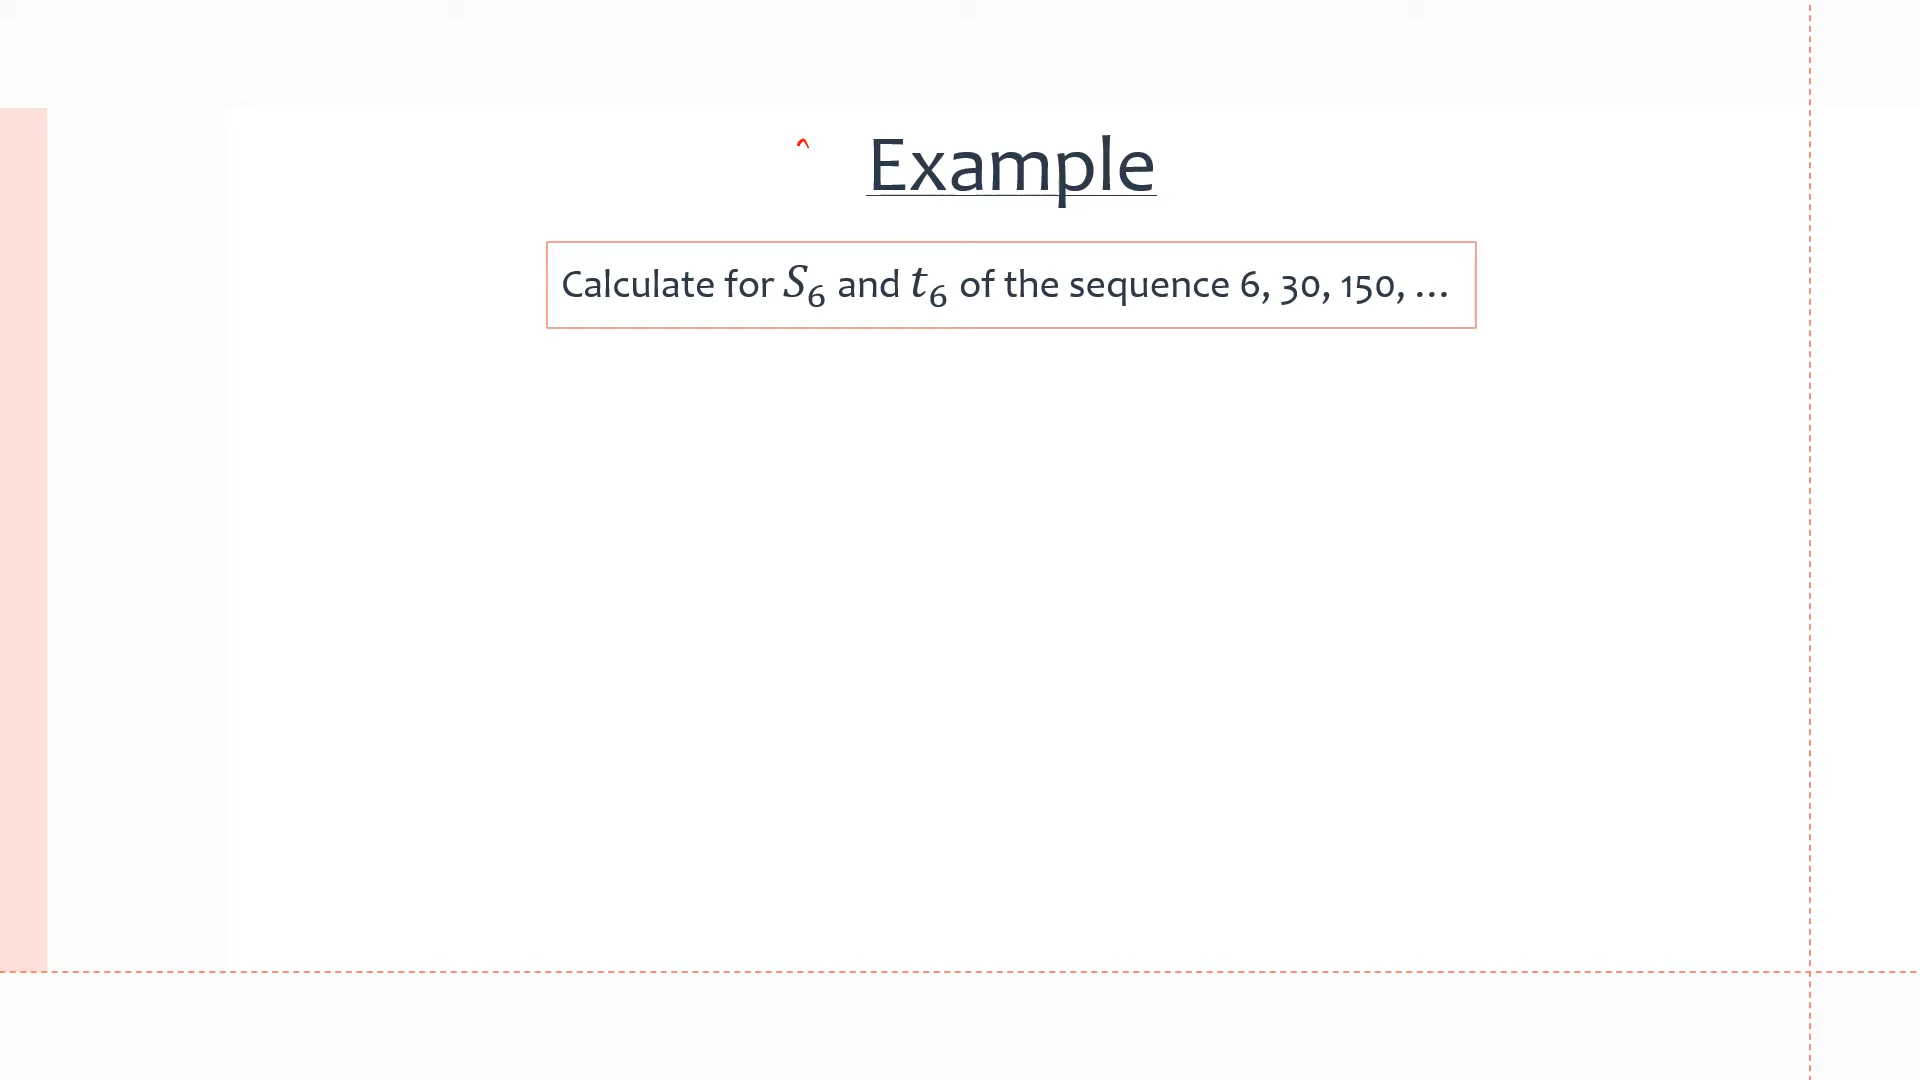 Example
Calculate for S₆ and t₆ of the sequence 6, 30, 150, …